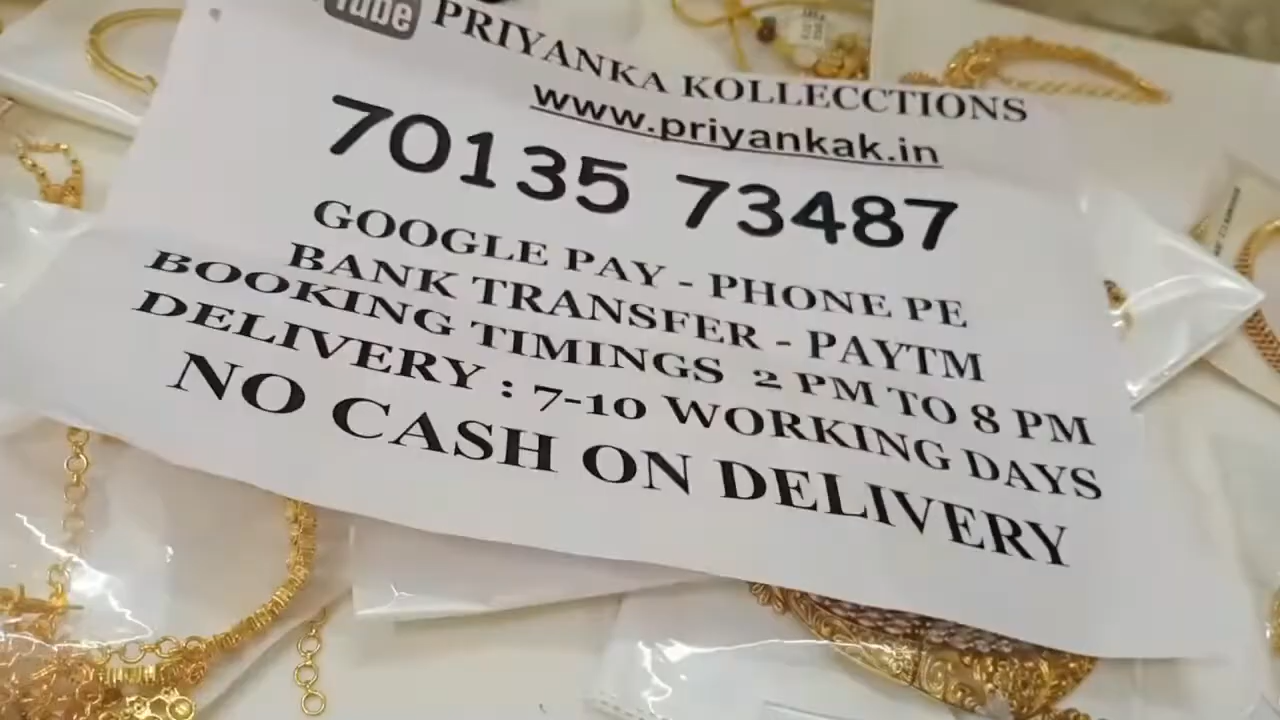 Tube PRIYANKA KOLLECCTIONS
www.priyankak.in
70135 73487
GOOGLE PAY - PHONE PE
BANK TRANSFER - PAYTM
BOOKING TIMINGS 2 PM TO 8 PM
DELIVERY : 7-10 WORKING DAYS
NO CASH ON DELIVERY